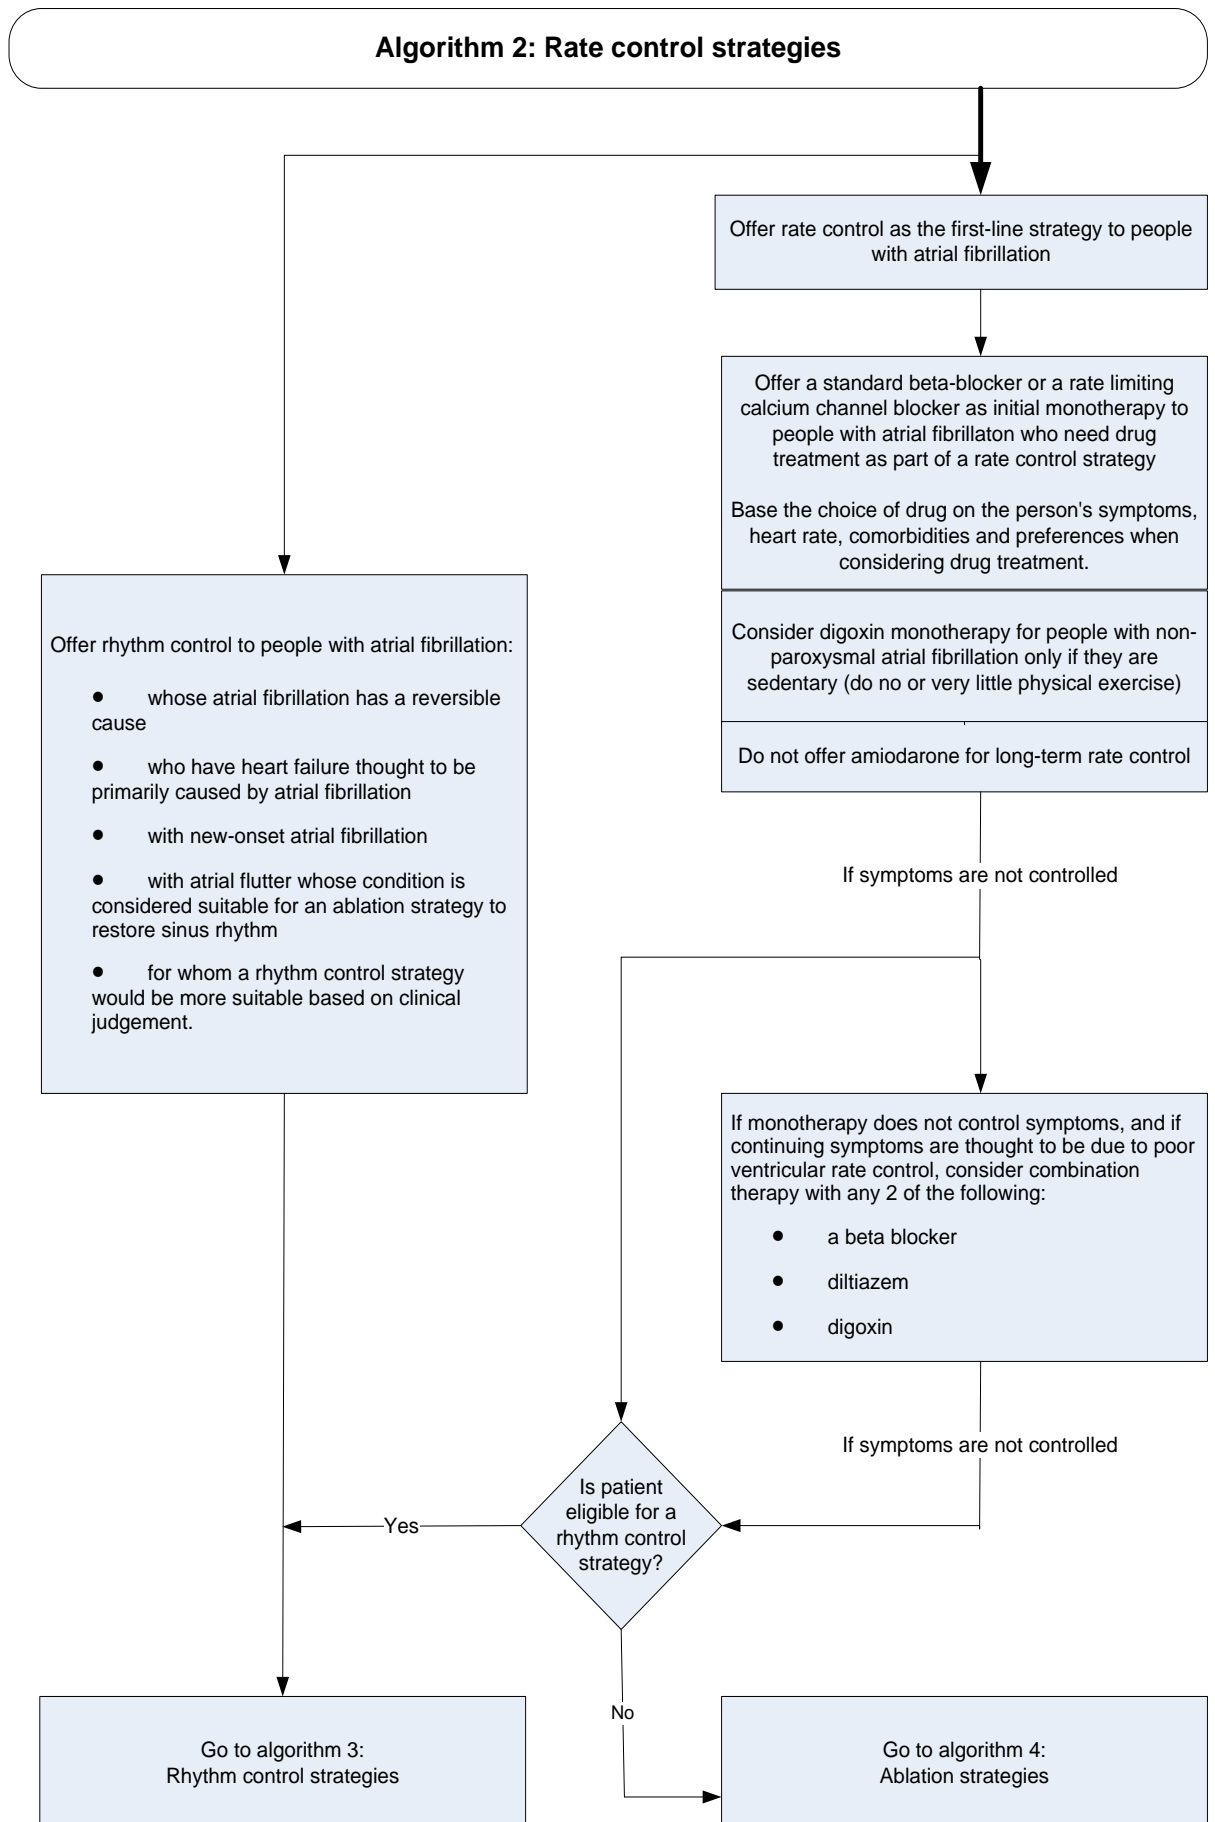 Algorithm 2: Rate control strategies
Offer rate control as the first-line strategy to people
with atrial fibrillation
Offer a standard beta-blocker or a rate limiting
calcium channel blocker as initial monotherapy to
people with atrial fibrillaton who need drug
treatment as part of a rate control strategy
Base the choice of drug on the person's symptoms,
heart rate, comorbidities and preferences when
considering drug treatment.
Consider digoxin monotherapy for people with non-
paroxysmal atrial fibrillation only if they are
sedentary (do no or very little physical exercise)
Do not offer amiodarone for long-term rate control
Offer rhythm control to people with atrial fibrillation:
● whose atrial fibrillation has a reversible
cause
● who have heart failure thought to be
primarily caused by atrial fibrillation
● with new-onset atrial fibrillation
● with atrial flutter whose condition is
considered suitable for an ablation strategy to
restore sinus rhythm
● for whom a rhythm control strategy
would be more suitable based on clinical
judgement.
If symptoms are not controlled
If monotherapy does not control symptoms, and if
continuing symptoms are thought to be due to poor
ventricular rate control, consider combination
therapy with any 2 of the following:
● a beta blocker
● diltiazem
● digoxin
If symptoms are not controlled
Is patient
eligible for a
rhythm control
strategy?
Yes
No
Go to algorithm 3:
Rhythm control strategies
Go to algorithm 4:
Ablation strategies